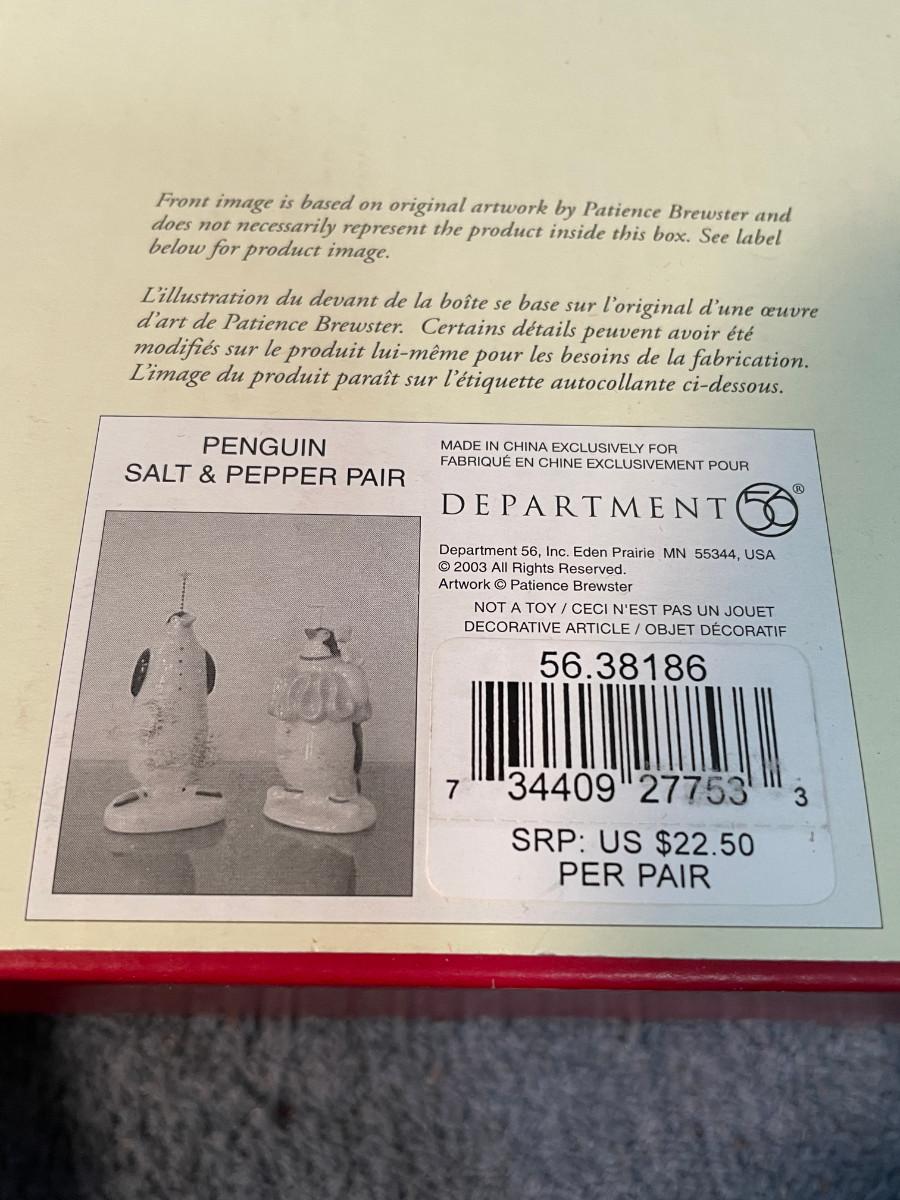 Front image is based on original artwork by Patience Brewster and
does not necessarily represent the product inside this box. See label
below for product image.
L'illustration du devant de la boîte se base sur l'original d'une œuvre
d'art de Patience Brewster. Certains détails peuvent avoir été
modifiés sur le produit lui-même pour les besoins de la fabrication.
L'image du produit paraît sur l'étiquette autocollante ci-dessous.
PENGUIN
SALT & PEPPER PAIR
MADE IN CHINA EXCLUSIVELY FOR
FABRIQUÉ EN CHINE EXCLUSIVEMENT POUR
DEPARTMENT 56®
Department 56, Inc. Eden Prairie MN 55344, USA
© 2003 All Rights Reserved.
Artwork © Patience Brewster
NOT A TOY / CECI N'EST PAS UN JOUET
DECORATIVE ARTICLE / OBJET DÉCORATIF
56.38186
7 34409 27753 3
SRP: US $22.50
PER PAIR